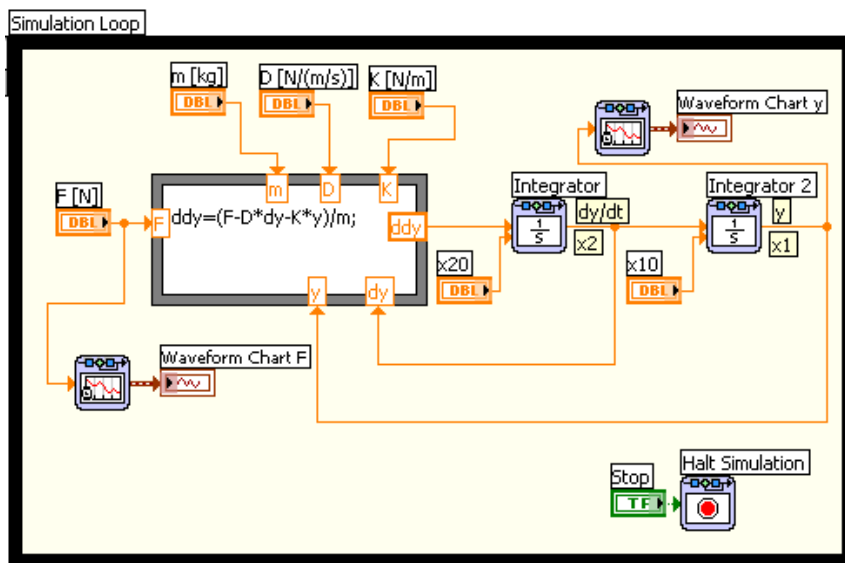 Simulation Loop
m [kg]
D [N/(m/s)]
K [N/m]
DBL
DBL
DBL
Waveform Chart y
F [N]
DBL
m
D
K
F
ddy=(F-D*dy-K*y)/m;
ddy
y
dy
Integrator
1
S
dy/dt
x2
Integrator 2
1
S
y
x1
x20
DBL
x10
DBL
Waveform Chart F
Stop
TF
Halt Simulation